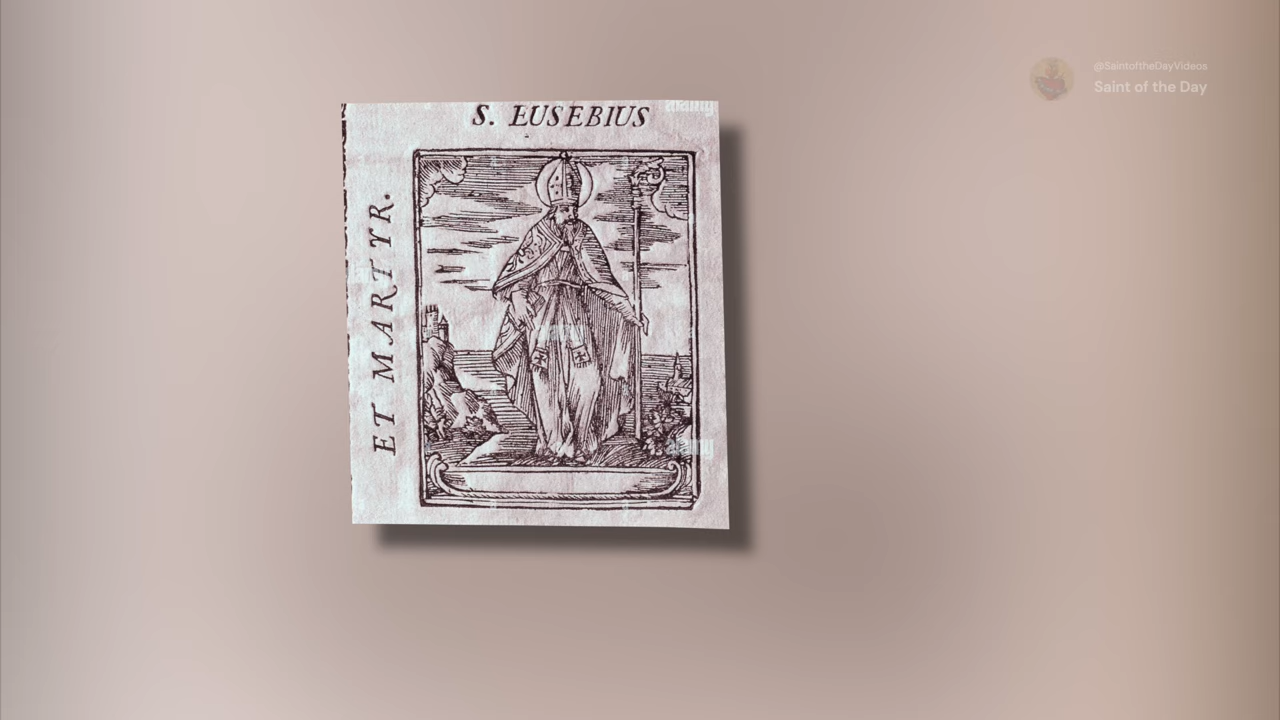 @SaintoftheDayVideos
Saint of the Day
S. EUSEBIUS
ET MARTYR.